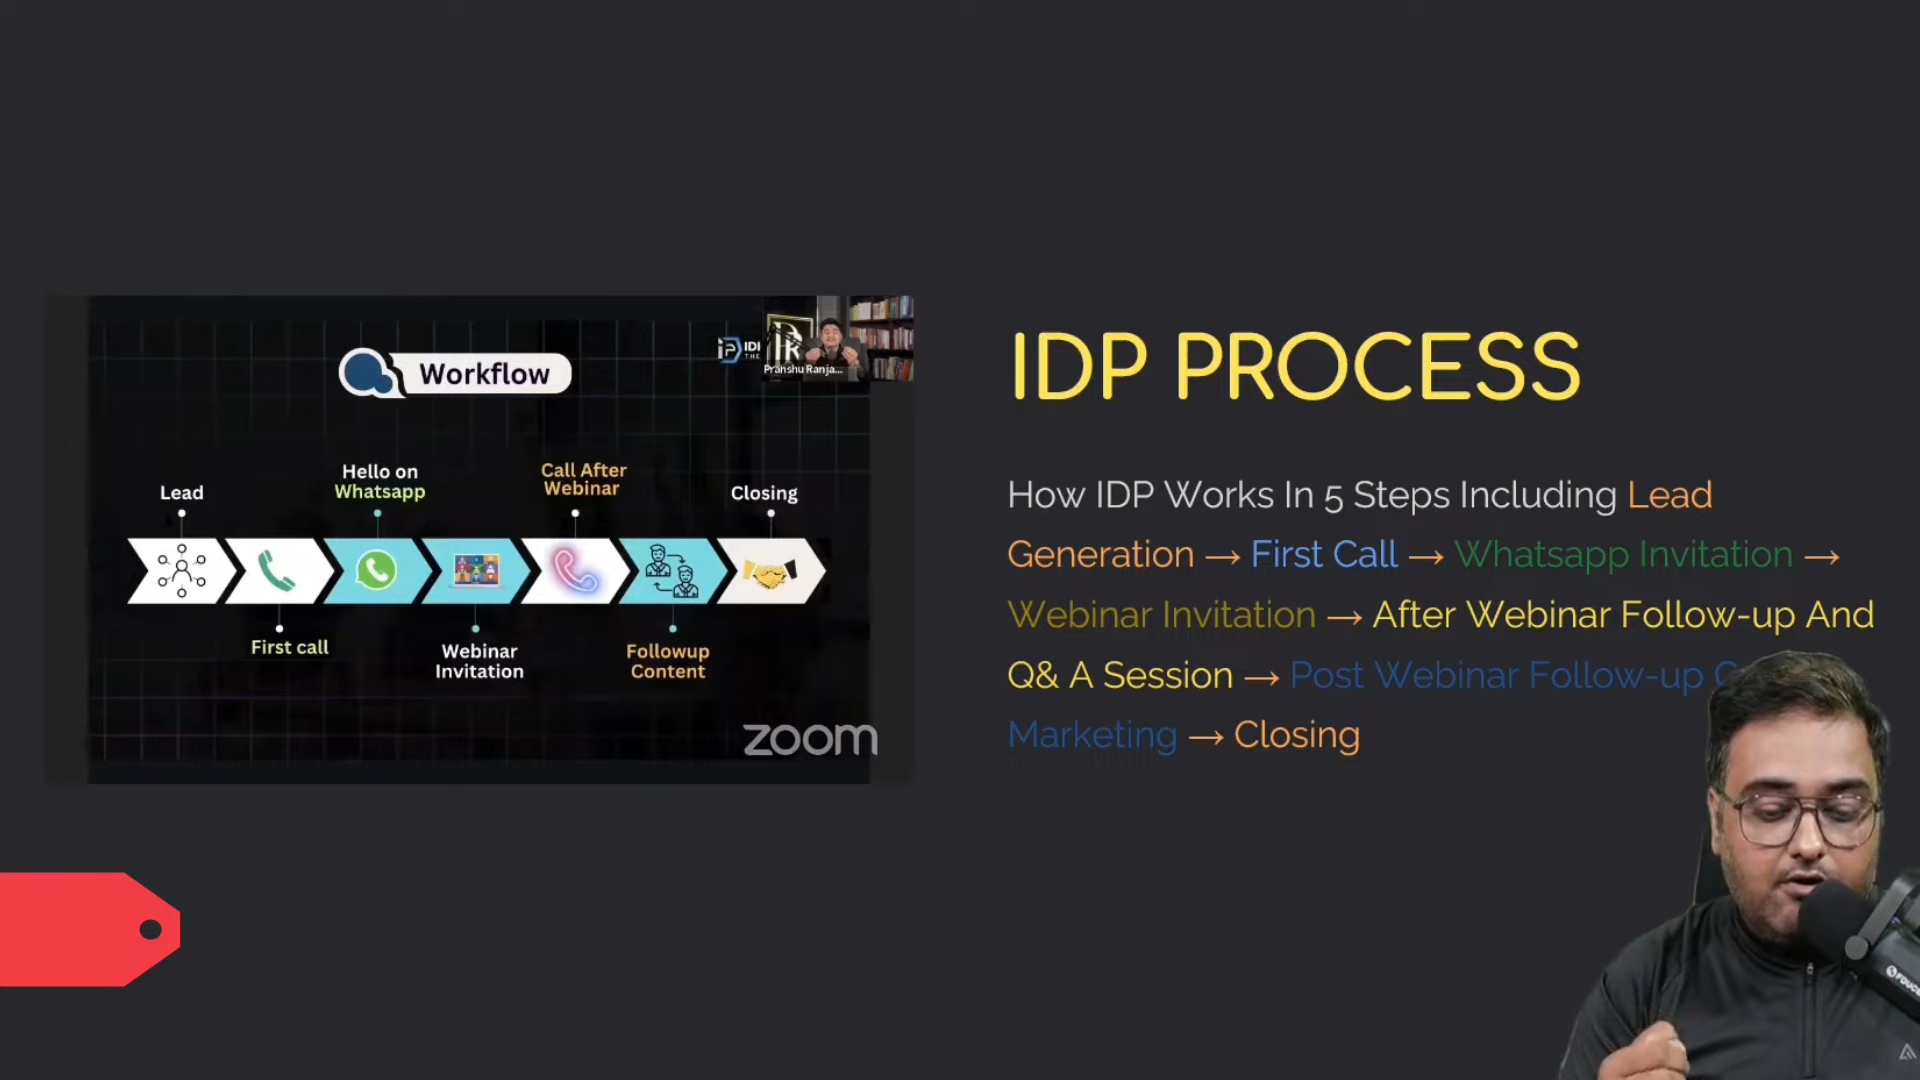 Workflow
Pranshu Ranja...
Lead
Hello on
Whatsapp
Call After
Webinar
Closing
First call
Webinar
Invitation
Followup
Content
zoom
IDP PROCESS
How IDP Works In 5 Steps Including Lead
Generation → First Call → Whatsapp Invitation →
Webinar Invitation → After Webinar Follow-up And
Q& A Session → Post Webinar Follow-up
Marketing → Closing